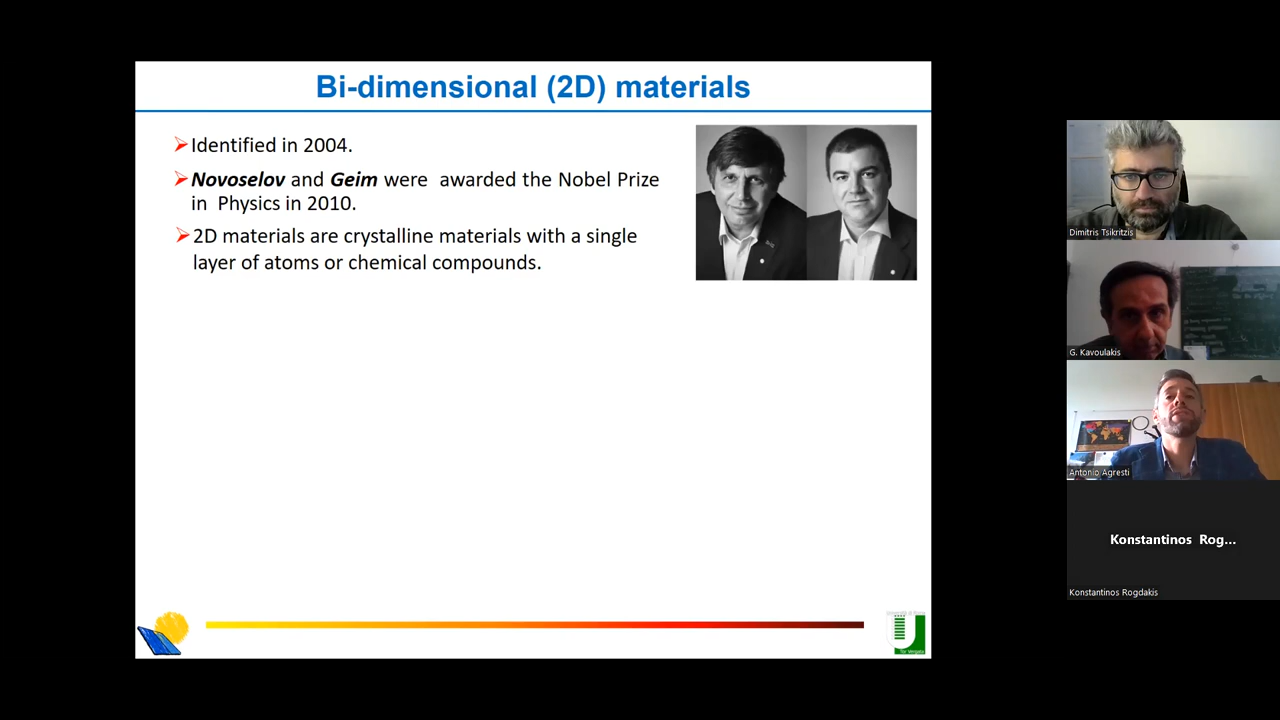 Bi-dimensional (2D) materials
Identified in 2004.
Novoselov and Geim were awarded the Nobel Prize
in Physics in 2010.
2D materials are crystalline materials with a single
layer of atoms or chemical compounds.
Tor Vergata
Dimitris Tsikritzis
G. Kavoulakis
Antonio Agresti
Konstantinos Rog...
Konstantinos Rogdakis